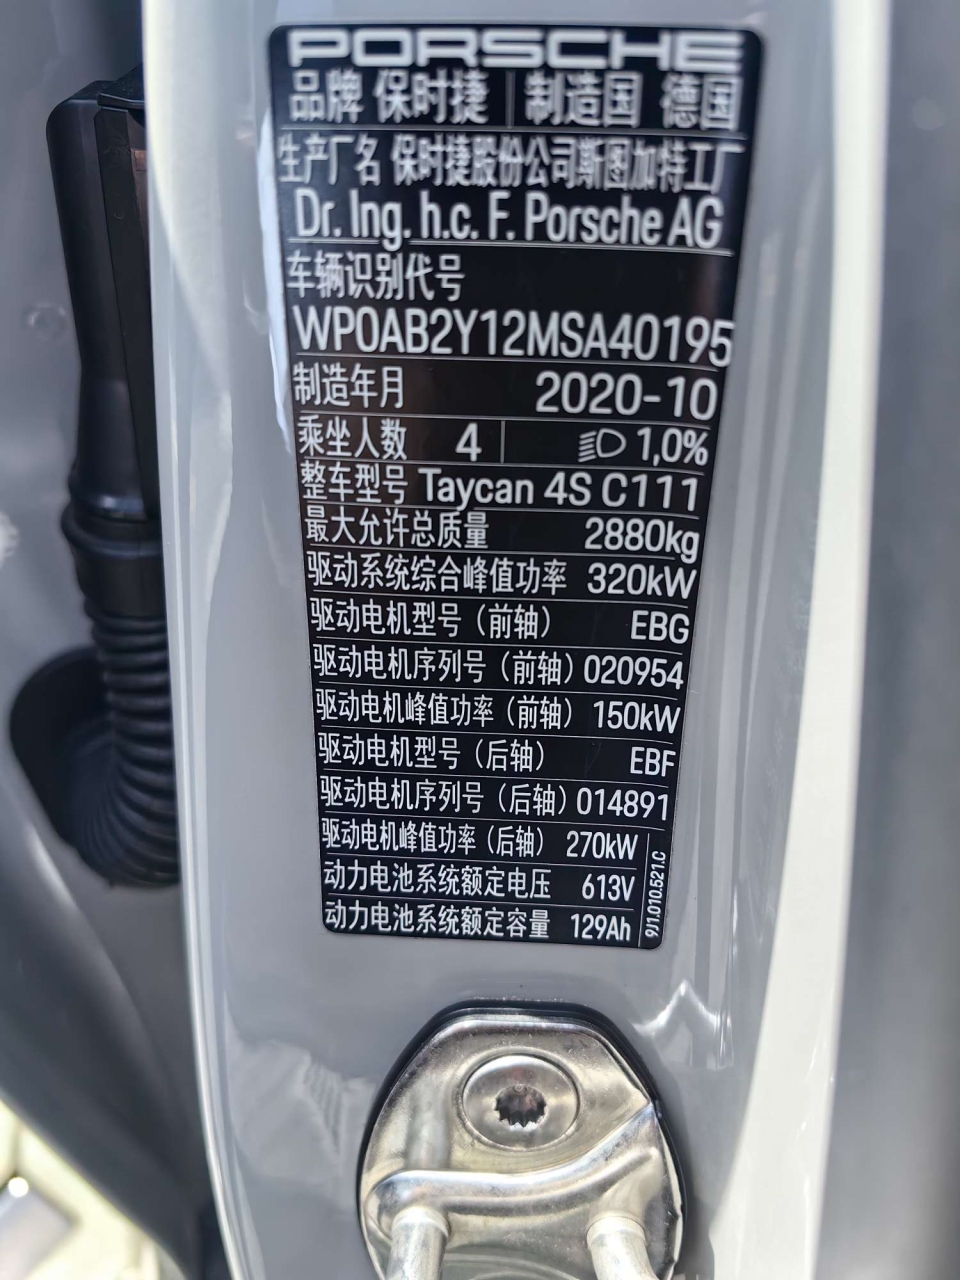 PORSCHE
品牌 保时捷 制造国 德国
生产厂名 保时捷股份公司斯图加特工厂
Dr. Ing. h.c. F. Porsche AG
车辆识别代号
WP0AB2Y12MSA40195
制造年月 2020-10
乘坐人数 4 1,0%
整车型号 Taycan 4S C111
最大允许总质量 2880kg
驱动系统综合峰值功率 320kW
驱动电机型号（前轴） EBG
驱动电机序列号（前轴） 020954
驱动电机峰值功率（前轴） 150kW
驱动电机型号（后轴） EBF
驱动电机序列号（后轴） 014891
驱动电机峰值功率（后轴） 270kW
动力电池系统额定电压 613V
动力电池系统额定容量 129Ah
9J1.010.521.C